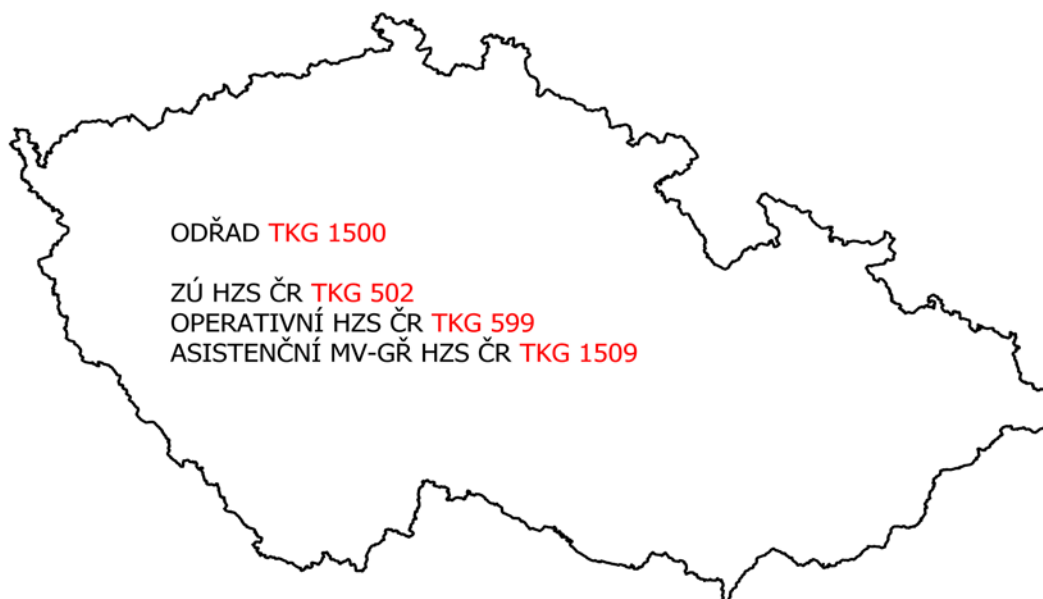 ODŘAD TKG 1500
ZÚ HZS ČR TKG 502
OPERATIVNÍ HZS ČR TKG 599
ASISTENČNÍ MV-GŘ HZS ČR TKG 1509